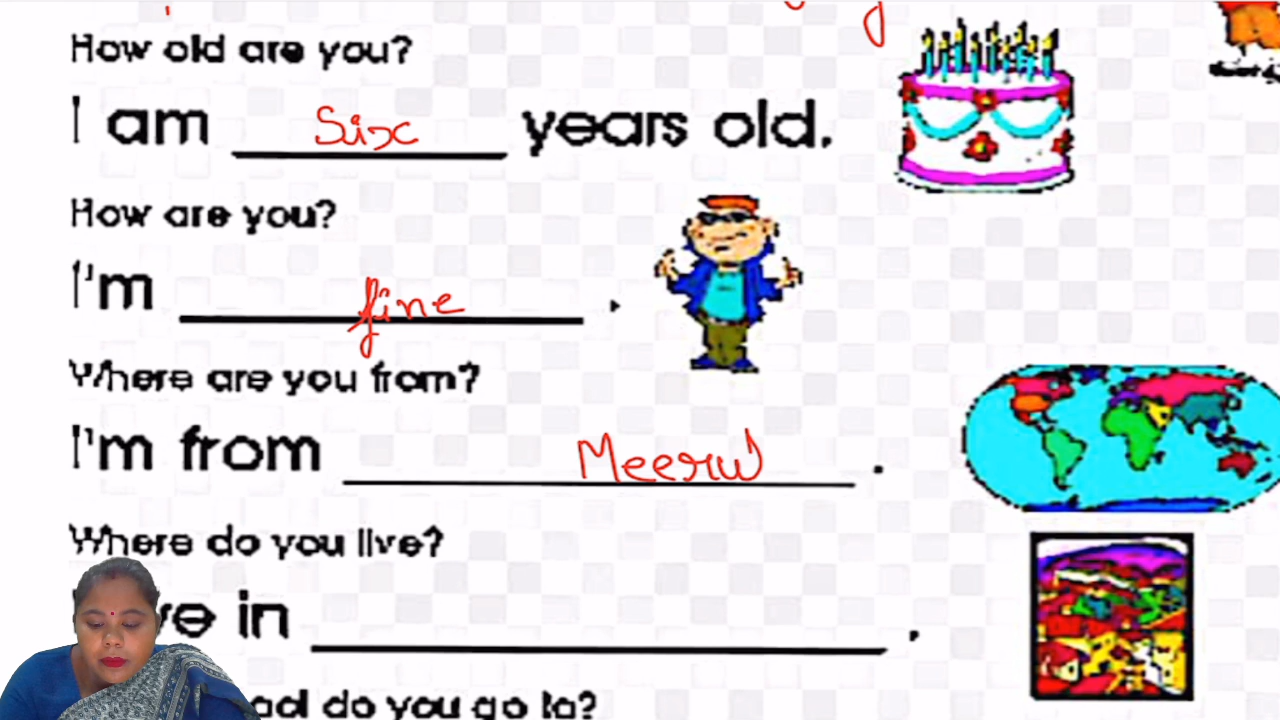 How old are you?
I am Six years old.
How are you?
I'm fine .
Where are you from?
I'm from .
Where do you live?
in .
do you go to?